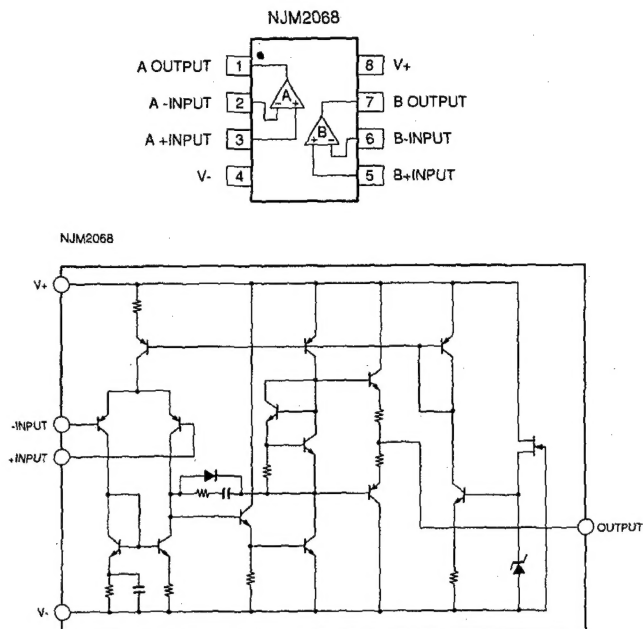 NJM2068
A OUTPUT 1 8 V+
A -INPUT 2 A 7 B OUTPUT
- +
A +INPUT 3 B 6 B-INPUT
+ -
V- 4 5 B+INPUT
NJM2068
V+
-INPUT
+INPUT
OUTPUT
V-